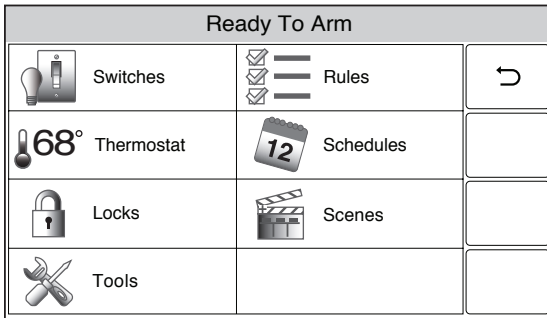 Ready To Arm
Switches
Rules
68° Thermostat
12 Schedules
Locks
Scenes
Tools